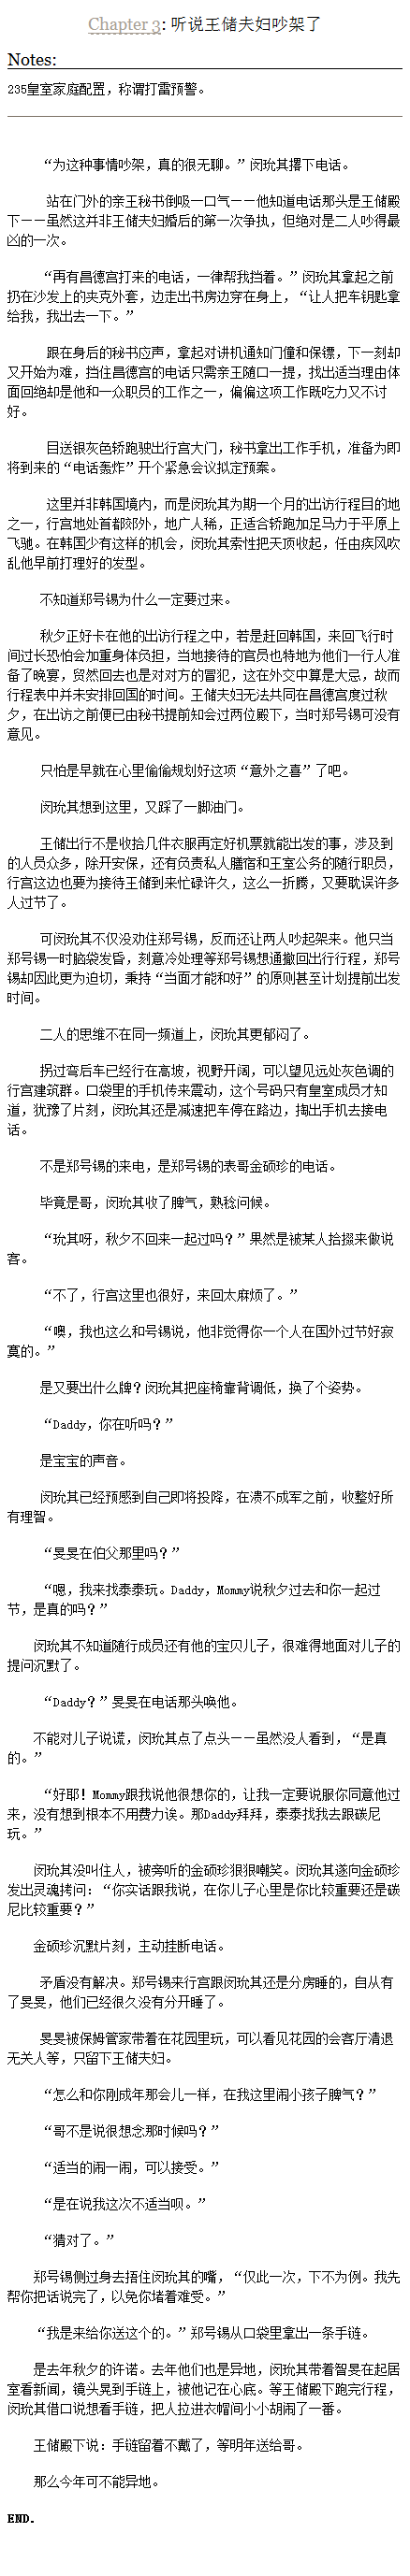 Chapter 3: 听说王储夫妇吵架了
Notes:
235皇室家庭配置，称谓打雷预警。
“为这种事情吵架，真的很无聊。”闵玧其撂下电话。
站在门外的亲王秘书倒吸一口气——他知道电话那头是王储殿
下——虽然这并非王储夫妇婚后的第一次争执，但绝对是二人吵得最
凶的一次。
“再有昌德宫打来的电话，一律帮我挡着。”闵玧其拿起之前
扔在沙发上的夹克外套，边走出书房边穿在身上，“让人把车钥匙拿
给我，我出去一下。”
跟在身后的秘书应声，拿起对讲机通知门僮和保镖，下一刻却
又开始为难，挡住昌德宫的电话只需亲王随口一提，找出适当理由体
面回绝却是他和一众职员的工作之一，偏偏这项工作既吃力又不讨
好。
目送银灰色轿跑驶出行宫大门，秘书拿出工作手机，准备为即
将到来的“电话轰炸”开个紧急会议拟定预案。
这里并非韩国境内，而是闵玧其为期一个月的出访行程目的地
之一，行宫地处首都郊外，地广人稀，正适合轿跑加足马力于平原上
飞驰。在韩国少有这样的机会，闵玧其索性把天顶收起，任由疾风吹
乱他早前打理好的发型。
不知道郑号锡为什么一定要过来。
秋夕正好卡在他的出访行程之中，若是赶回韩国，来回飞行时
间过长恐怕会加重身体负担，当地接待的官员也特地为他们一行人准
备了晚宴，贸然回去也是对对方的冒犯，这在外交中算是大忌，故而
行程表中并未安排回国的时间。王储夫妇无法共同在昌德宫度过秋
夕，在出访之前便已由秘书提前知会过两位殿下，当时郑号锡可没有
意见。
只怕是早就在心里偷偷规划好这项“意外之喜”了吧。
闵玧其想到这里，又踩了一脚油门。
王储出行不是收拾几件衣服再定好机票就能出发的事，涉及到
的人员众多，除开安保，还有负责私人膳宿和王室公务的随行职员，
行宫这边也要为接待王储到来忙碌许久，这么一折腾，又要耽误许多
人过节了。
可闵玧其不仅没劝住郑号锡，反而还让两人吵起架来。他只当
郑号锡一时脑袋发昏，刻意冷处理等郑号锡想通撤回出行行程，郑号
锡却因此更为迫切，秉持“当面才能和好”的原则甚至计划提前出发
时间。
二人的思维不在同一频道上，闵玧其更郁闷了。
拐过弯后车已经行在高坡，视野开阔，可以望见远处灰色调的
行宫建筑群。口袋里的手机传来震动，这个号码只有皇室成员才知
道，犹豫了片刻，闵玧其还是减速把车停在路边，掏出手机去接电
话。
不是郑号锡的来电，是郑号锡的表哥金硕珍的电话。
毕竟是哥，闵玧其收了脾气，熟稔问候。
“玧其呀，秋夕不回来一起过吗？”果然是被某人拾掇来做说
客。
“不了，行宫这里也很好，来回太麻烦了。”
“噢，我也这么和号锡说，他非觉得你一个人在国外过节好寂
寞的。”
是又要出什么牌？闵玧其把座椅靠背调低，换了个姿势。
“Daddy，你在听吗？”
是宝宝的声音。
闵玧其已经预感到自己即将投降，在溃不成军之前，收整好所
有理智。
“旻旻在伯父那里吗？”
“嗯，我来找泰泰玩。Daddy，Mommy说秋夕过去和你一起过
节，是真的吗？”
闵玧其不知道随行成员还有他的宝贝儿子，很难得地面对儿子的
提问沉默了。
“Daddy？”旻旻在电话那头唤他。
不能对儿子说谎，闵玧其点了点头——虽然没人看到，“是真
的。”
“好耶！Mommy跟我说他很想你的，让我一定要说服你同意他过
来，没有想到根本不用费力诶。那Daddy拜拜，泰泰找我去跟碳尼
玩。”
闵玧其没叫住人，被旁听的金硕珍狠狠嘲笑。闵玧其遂向金硕珍
发出灵魂拷问：“你实话跟我说，在你儿子心里是你比较重要还是碳
尼比较重要？”
金硕珍沉默片刻，主动挂断电话。
矛盾没有解决。郑号锡来行宫跟闵玧其还是分房睡的，自从有
了旻旻，他们已经很久没有分开睡了。
旻旻被保姆管家带着在花园里玩，可以看见花园的会客厅清退
无关人等，只留下王储夫妇。
“怎么和你刚成年那会儿一样，在我这里闹小孩子脾气？”
“哥不是说很想念那时候吗？”
“适当的闹一闹，可以接受。”
“是在说我这次不适当呗。”
“猜对了。”
郑号锡侧过身去捂住闵玧其的嘴，“仅此一次，下不为例。我先
帮你把话说完了，以免你堵着难受。”
“我是来给你送这个的。”郑号锡从口袋里拿出一条手链。
是去年秋夕的许诺。去年他们也是异地，闵玧其带着智旻在起居
室看新闻，镜头晃到手链上，被他记在心底。等王储殿下跑完行程，
闵玧其借口说想看手链，把人拉进衣帽间小小胡闹了一番。
王储殿下说：手链留着不戴了，等明年送给哥。
那么今年可不能异地。
END.